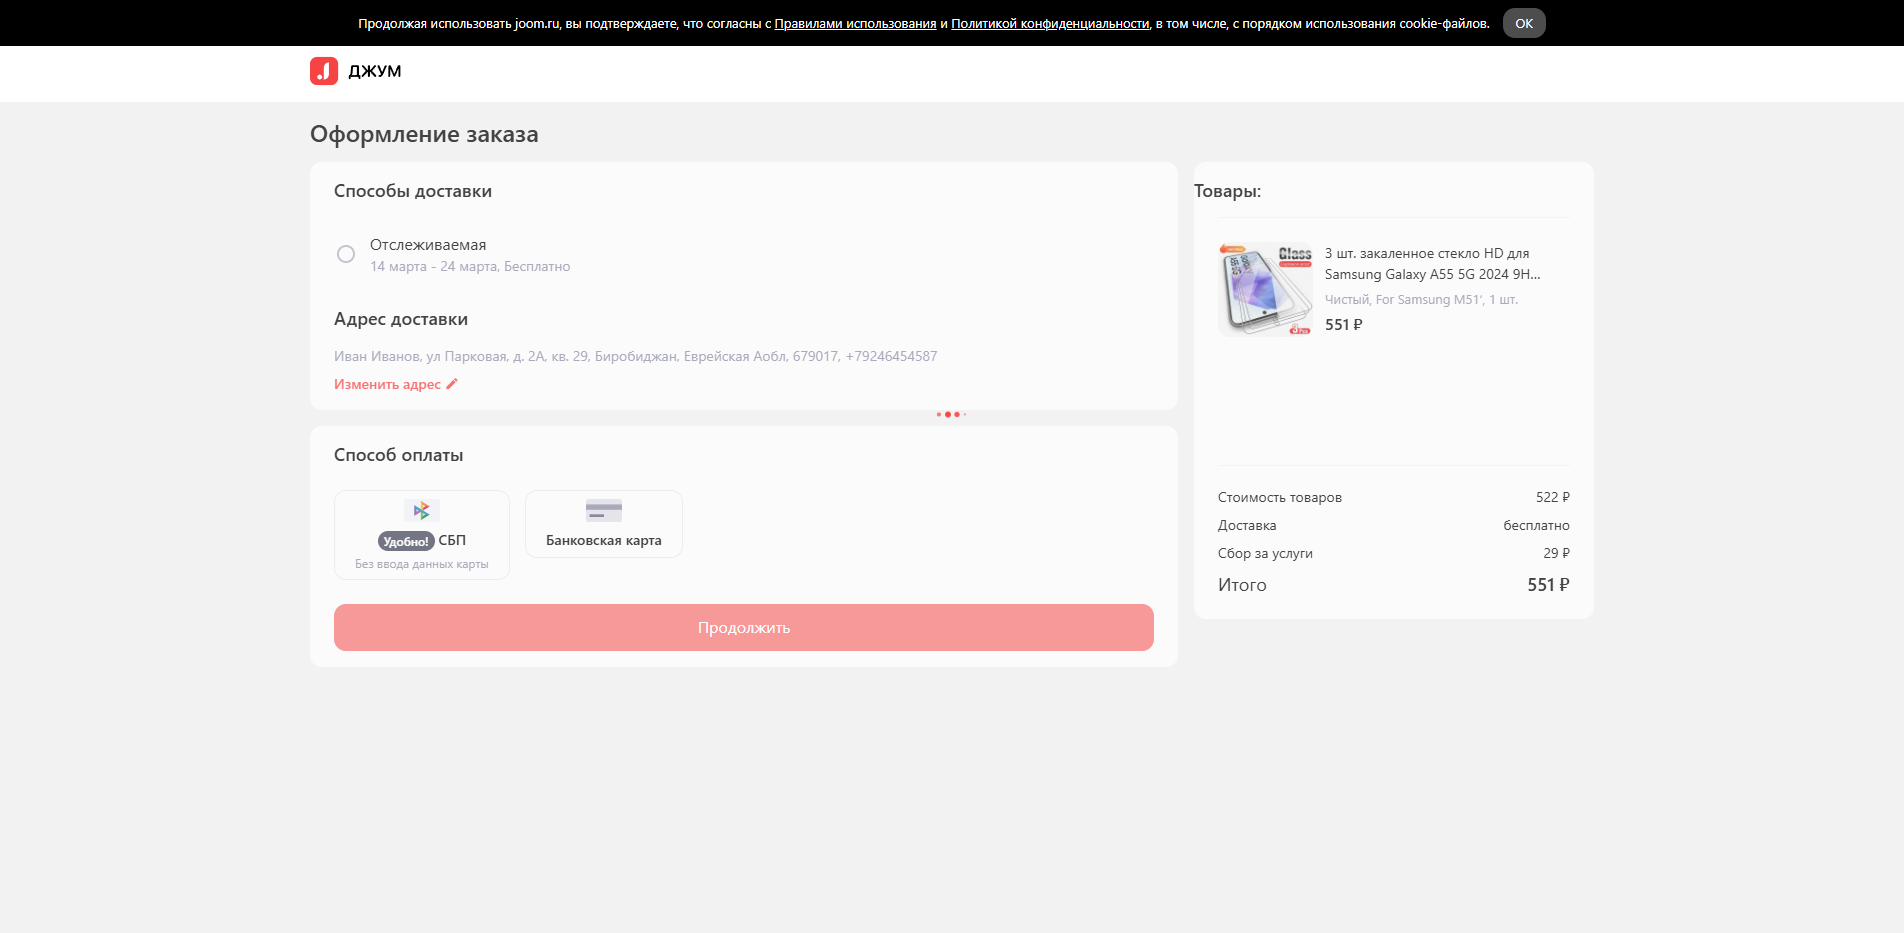 Продолжая использовать joom.ru, вы подтверждаете, что согласны с Правилами использования и Политикой конфиденциальности, в том числе, с порядком использования cookie-файлов.
ОК
ДЖУМ
Оформление заказа
Способы доставки
Отслеживаемая
14 марта - 24 марта, Бесплатно
Адрес доставки
Иван Иванов, ул Парковая, д. 2А, кв. 29, Биробиджан, Еврейская Аобл, 679017, +79246454587
Изменить адрес
Способ оплаты
Удобно! СБП
Без ввода данных карты
Банковская карта
Продолжить
Товары:
Glass
3 шт. закаленное стекло HD для
Samsung Galaxy A55 5G 2024 9H...
Чистый, For Samsung M51', 1 шт.
551 ₽
Стоимость товаров 522 ₽
Доставка бесплатно
Сбор за услуги 29 ₽
Итого 551 ₽